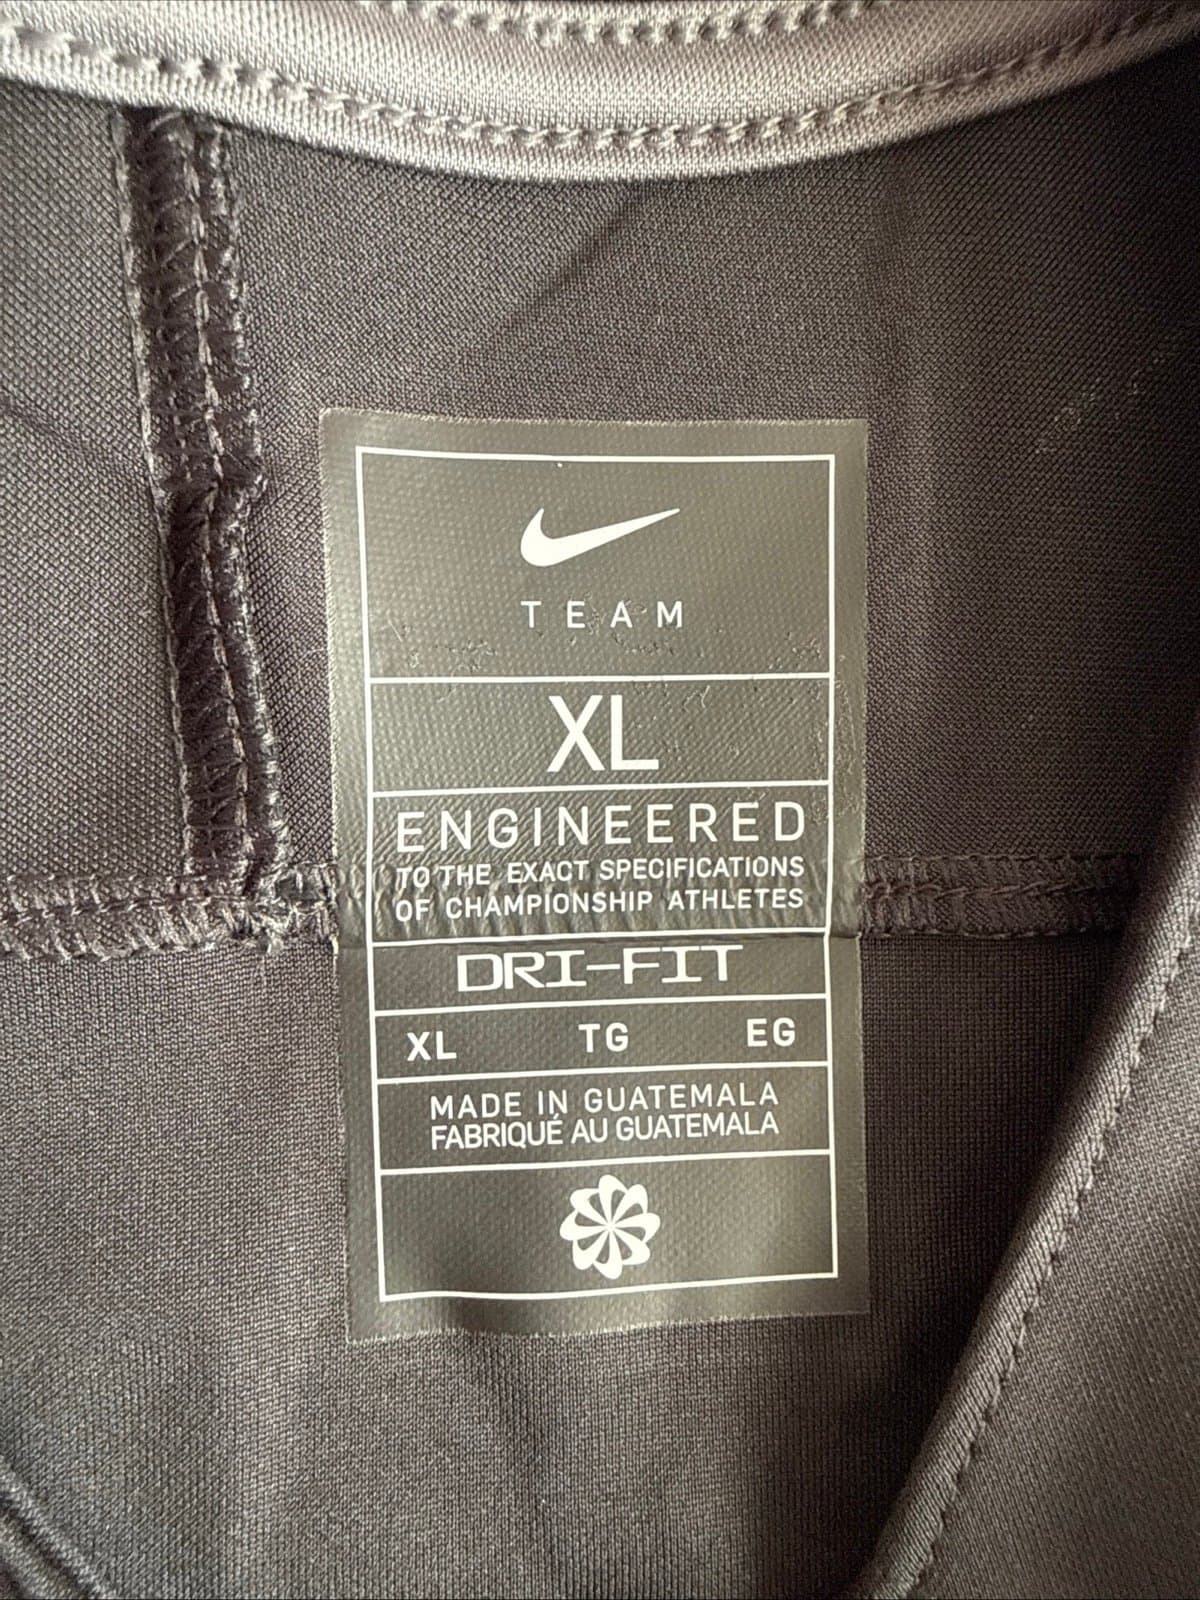 TEAM
XL
ENGINEERED
TO THE EXACT SPECIFICATIONS
OF CHAMPIONSHIP ATHLETES
DRI-FIT
XL TG EG
MADE IN GUATEMALA
FABRIQUÉ AU GUATEMALA